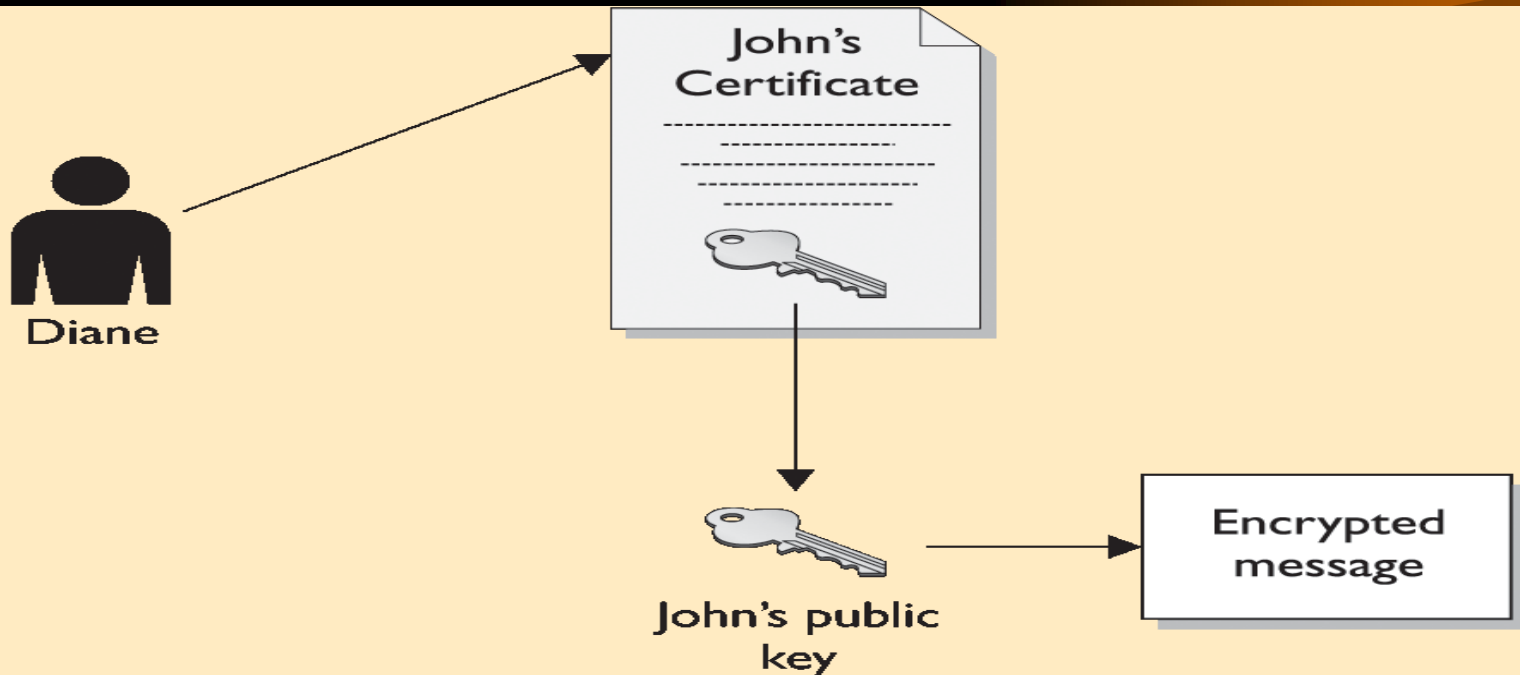 John’s
Certificate
Diane
Encrypted
message
John’s public
key